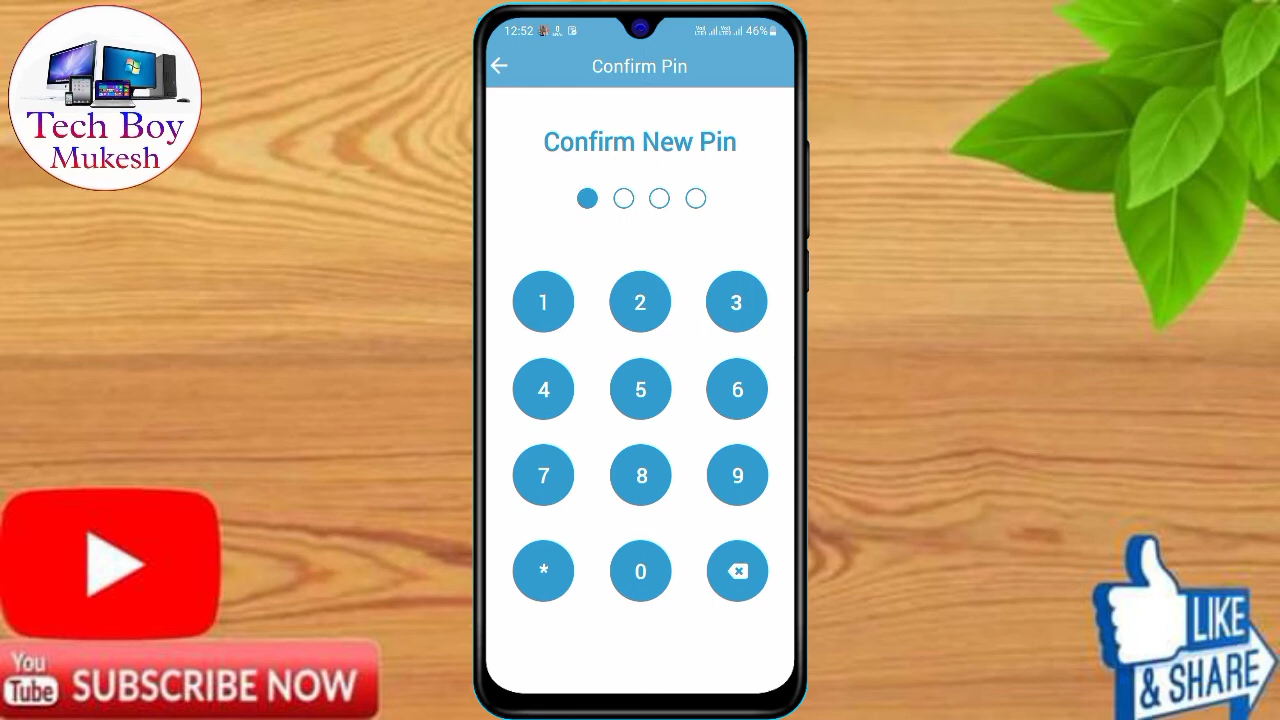 Tech Boy
Mukesh
12:52
46%
Confirm Pin
Confirm New Pin
1 2 3
4 5 6
7 8 9
* 0
You
Tube
SUBSCRIBE NOW
LIKE
& SHARE